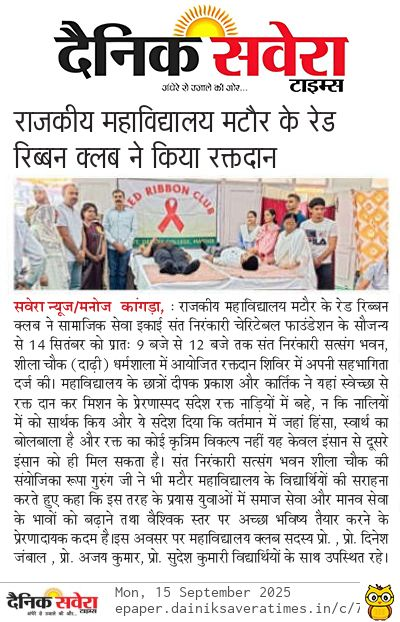 दैनिक सवेरा
अंधेरे से उजाले की ओर...
टाइम्स
राजकीय महाविद्यालय मटौर के रेड
रिब्बन क्लब ने किया रक्तदान
RED RIBBON CLUB
GOVT. DEGREE COLLEGE, MATOUR
सवेरा न्यूज/मनोज कांगड़ा, : राजकीय महाविद्यालय मटौर के रेड रिब्बन
क्लब ने सामाजिक सेवा इकाई संत निरंकारी चेरिटेबल फाउंडेशन के सौजन्य
से 14 सितंबर को प्रातः 9 बजे से 12 बजे तक संत निरंकारी सत्संग भवन,
शीला चौक (दाढ़ी) धर्मशाला में आयोजित रक्तदान शिविर में अपनी सहभागिता
दर्ज की। महाविद्यालय के छात्रों दीपक प्रकाश और कार्तिक ने यहां स्वेच्छा से
रक्त दान कर मिशन के प्रेरणास्पद संदेश रक्त नाड़ियों में बहे, न कि नालियों
में को सार्थक किय और ये संदेश दिया कि वर्तमान में जहां हिंसा, स्वार्थ का
बोलबाला है और रक्त का कोई कृत्रिम विकल्प नहीं यह केवल इंसान से दूसरे
इंसान को ही मिल सकता है। संत निरंकारी सत्संग भवन शीला चौक की
संयोजिका रूपा गुरुंग जी ने भी मटौर महाविद्यालय के विद्यार्थियों की सराहना
करते हुए कहा कि इस तरह के प्रयास युवाओं में समाज सेवा और मानव सेवा
के भावों को बढ़ाने तथा वैश्विक स्तर पर अच्छा भविष्य तैयार करने के
प्रेरणादायक कदम है।इस अवसर पर महाविद्यालय क्लब सदस्य प्रो. , प्रो. दिनेश
जंबाल , प्रो. अजय कुमार, प्रो. सुदेश कुमारी विद्यार्थियों के साथ उपस्थित रहे।
दैनिक सवेरा
टाइम्स
Mon, 15 September 2025
epaper.dainiksaveratimes.in/c/7